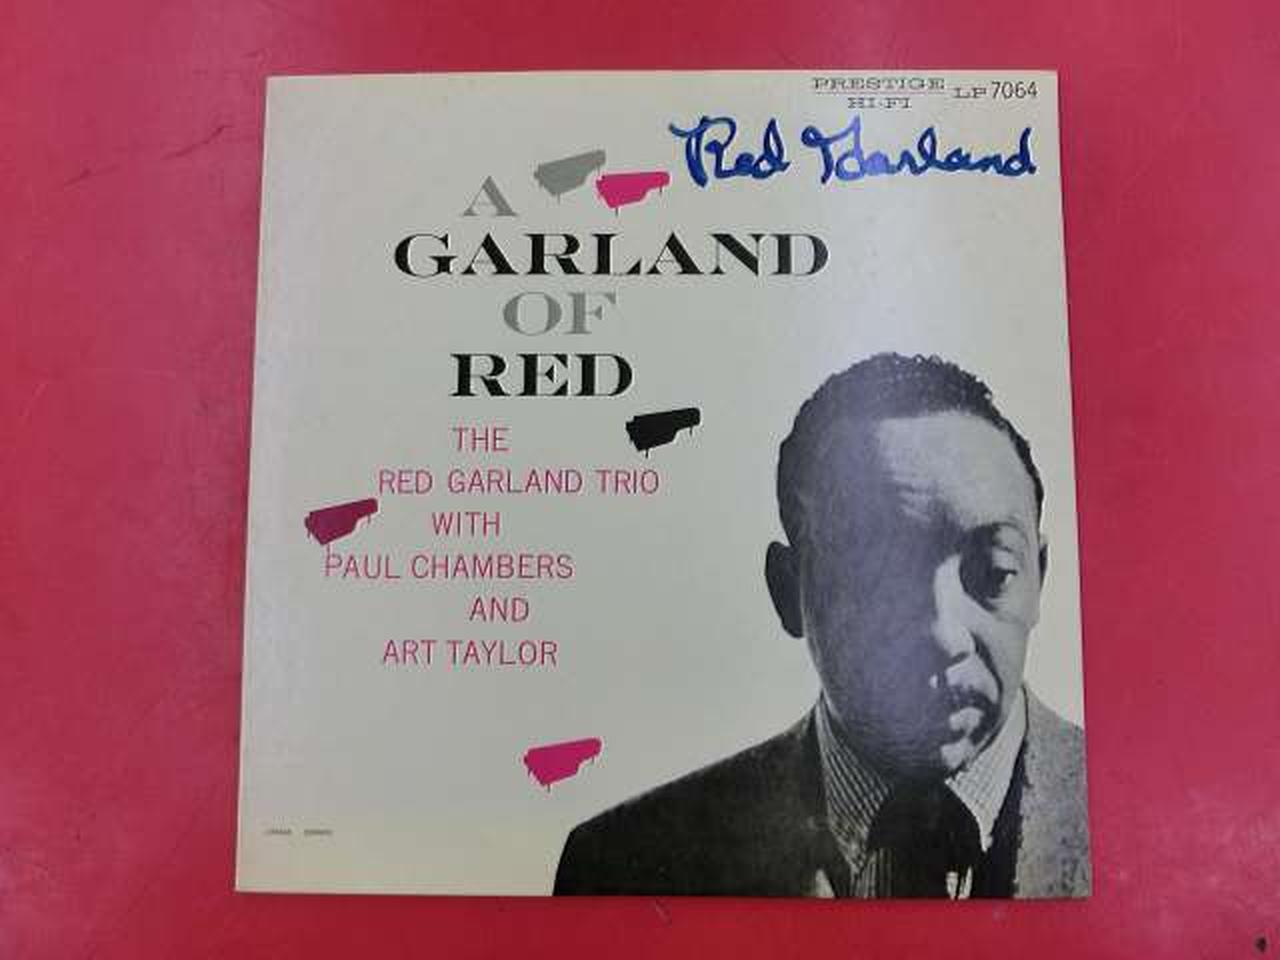 PRESTIGE LP 7064
HI-FI
Red Garland
A
GARLAND
OF
RED
THE
RED GARLAND TRIO
WITH
PAUL CHAMBERS
AND
ART TAYLOR